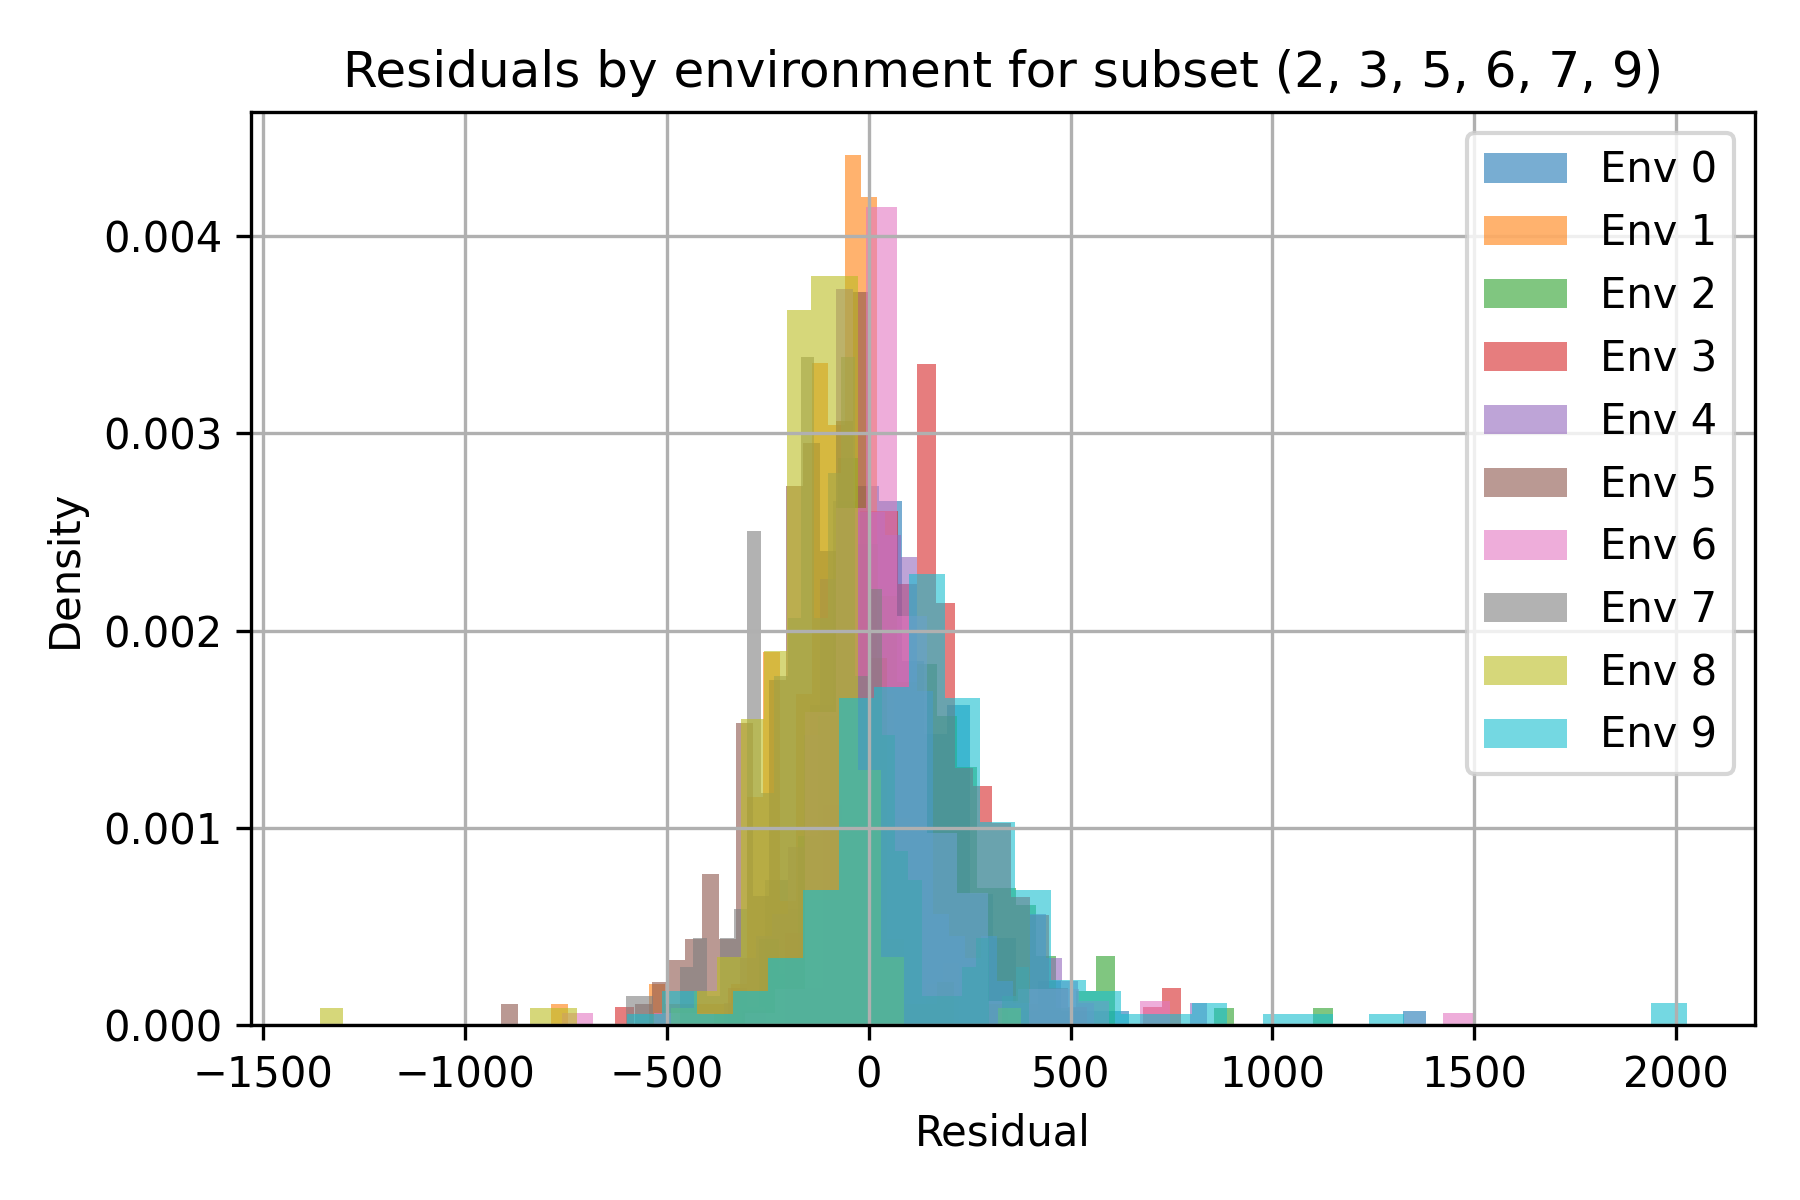 Residuals by environment for subset (2, 3, 5, 6, 7, 9)
Density
0.004
0.003
0.002
0.001
0.000
−1500
−1000
−500
0
500
1000
1500
2000
Residual
Env 0
Env 1
Env 2
Env 3
Env 4
Env 5
Env 6
Env 7
Env 8
Env 9